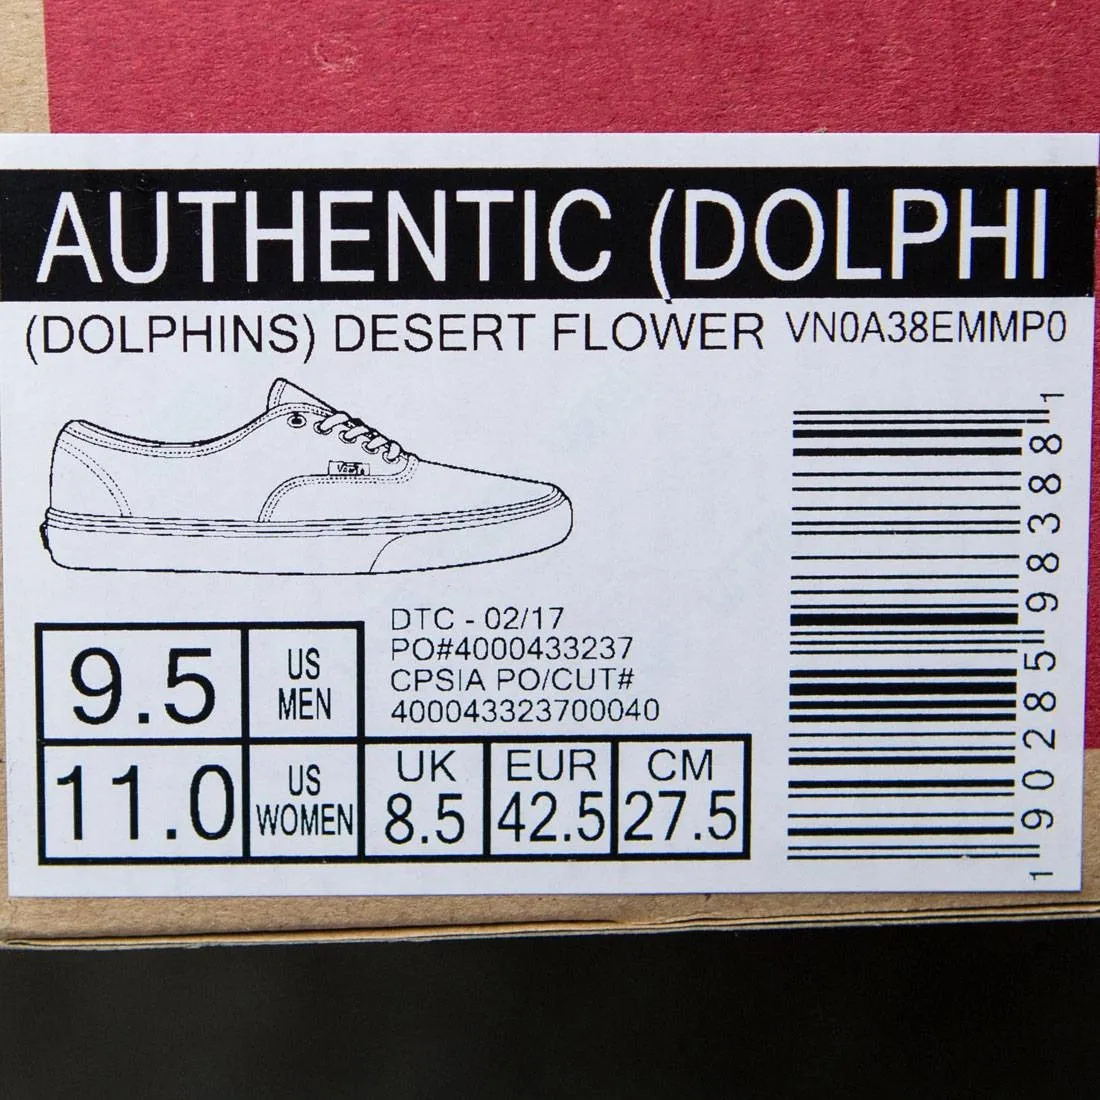 AUTHENTIC (DOLPHI
(DOLPHINS) DESERT FLOWER VN0A38EMMP0
DTC - 02/17
PO#4000433237
CPSIA PO/CUT#
400043323700040
9.5 US MEN
11.0 US WOMEN
UK 8.5
EUR 42.5
CM 27.5
1 90285 98388 1